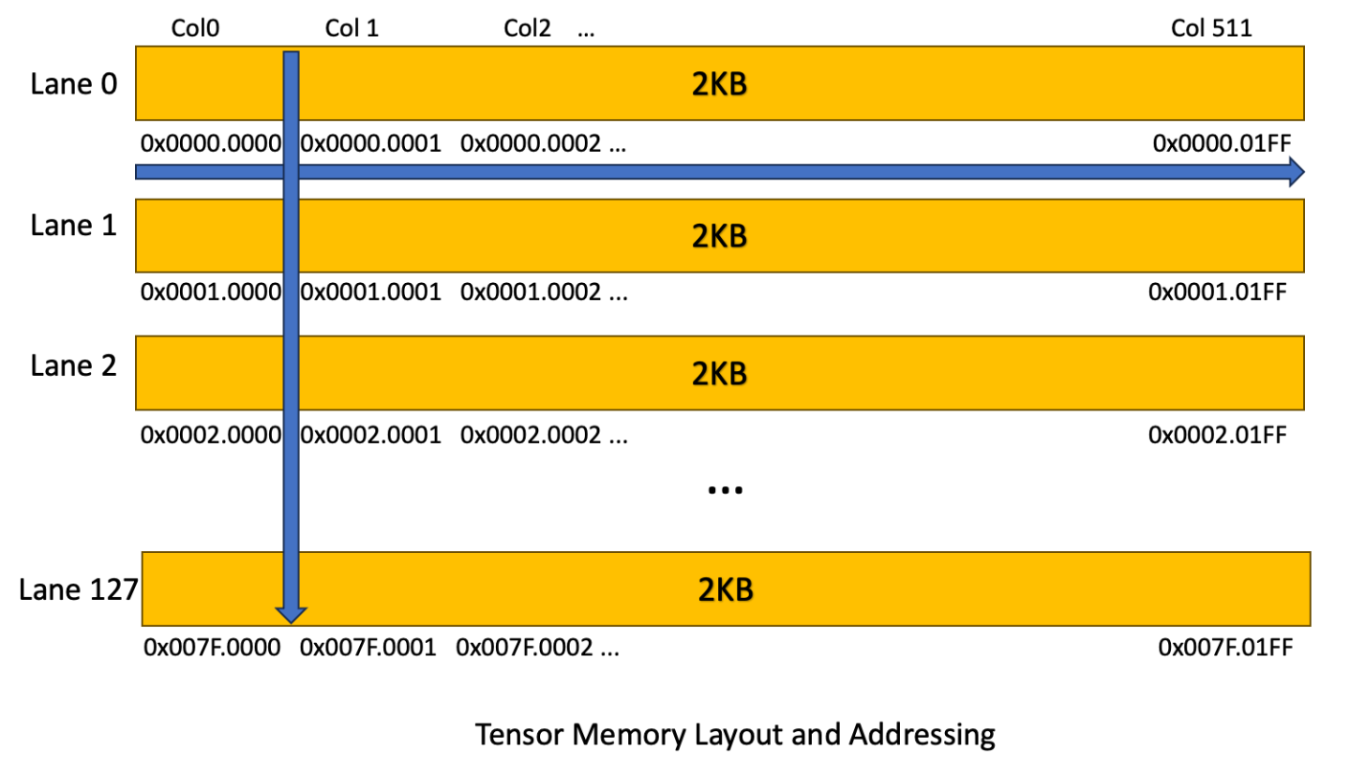 Col0 Col 1 Col2 ... Col 511
Lane 0 2KB
0x0000.0000 0x0000.0001 0x0000.0002 ... 0x0000.01FF
Lane 1 2KB
0x0001.0000 0x0001.0001 0x0001.0002 ... 0x0001.01FF
Lane 2 2KB
0x0002.0000 0x0002.0001 0x0002.0002 ... 0x0002.01FF
...
Lane 127 2KB
0x007F.0000 0x007F.0001 0x007F.0002 ... 0x007F.01FF
Tensor Memory Layout and Addressing